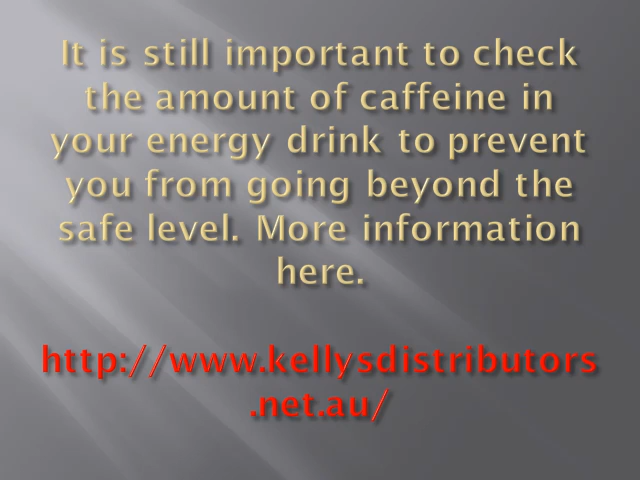 It is still important to check
the amount of caffeine in
your energy drink to prevent
you from going beyond the
safe level. More information
here.
http://www.kellysdistributors
.net.au/